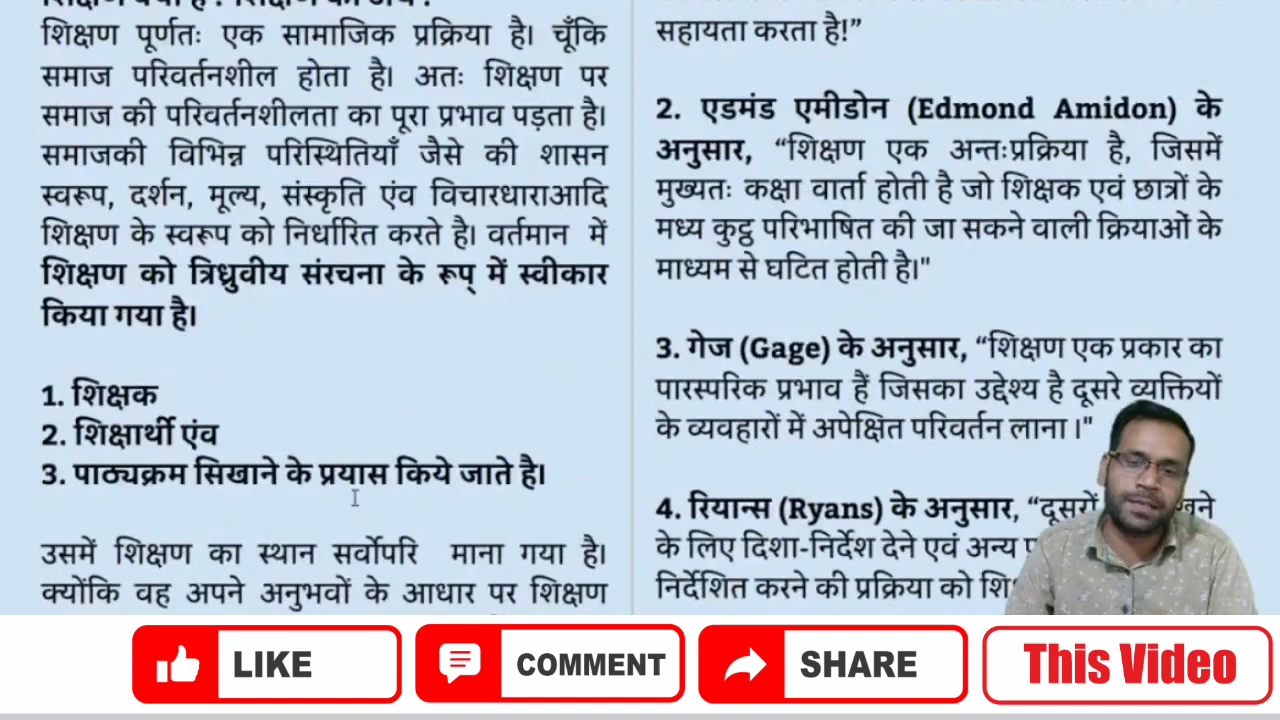 शिक्षण पूर्णतः एक सामाजिक प्रक्रिया है। चूँकि
समाज परिवर्तनशील होता है। अतः शिक्षण पर
समाज की परिवर्तनशीलता का पूरा प्रभाव पड़ता है।
समाजकी विभिन्न परिस्थितियाँ जैसे की शासन
स्वरूप, दर्शन, मूल्य, संस्कृति एंव विचारधाराआदि
शिक्षण के स्वरूप को निर्धारित करते है। वर्तमान में
शिक्षण को त्रिध्रुवीय संरचना के रूप् में स्वीकार
किया गया है।
1. शिक्षक
2. शिक्षार्थी एंव
3. पाठ्यक्रम सिखाने के प्रयास किये जाते है।
उसमें शिक्षण का स्थान सर्वोपरि माना गया है।
क्योंकि वह अपने अनुभवों के आधार पर शिक्षण
सहायता करता है!”
2. एडमंड एमीडोन (Edmond Amidon) के
अनुसार, “शिक्षण एक अन्तःप्रक्रिया है, जिसमें
मुख्यतः कक्षा वार्ता होती है जो शिक्षक एवं छात्रों के
मध्य कुट्ठ परिभाषित की जा सकने वाली क्रियाओं के
माध्यम से घटित होती है।"
3. गेज (Gage) के अनुसार, “शिक्षण एक प्रकार का
पारस्परिक प्रभाव हैं जिसका उद्देश्य है दूसरे व्यक्तियों
के व्यवहारों में अपेक्षित परिवर्तन लाना ।"
4. रियान्स (Ryans) के अनुसार, “दूसरों
के लिए दिशा-निर्देश देने एवं अन्य
निर्देशित करने की प्रक्रिया को
LIKE
COMMENT
SHARE
This Video